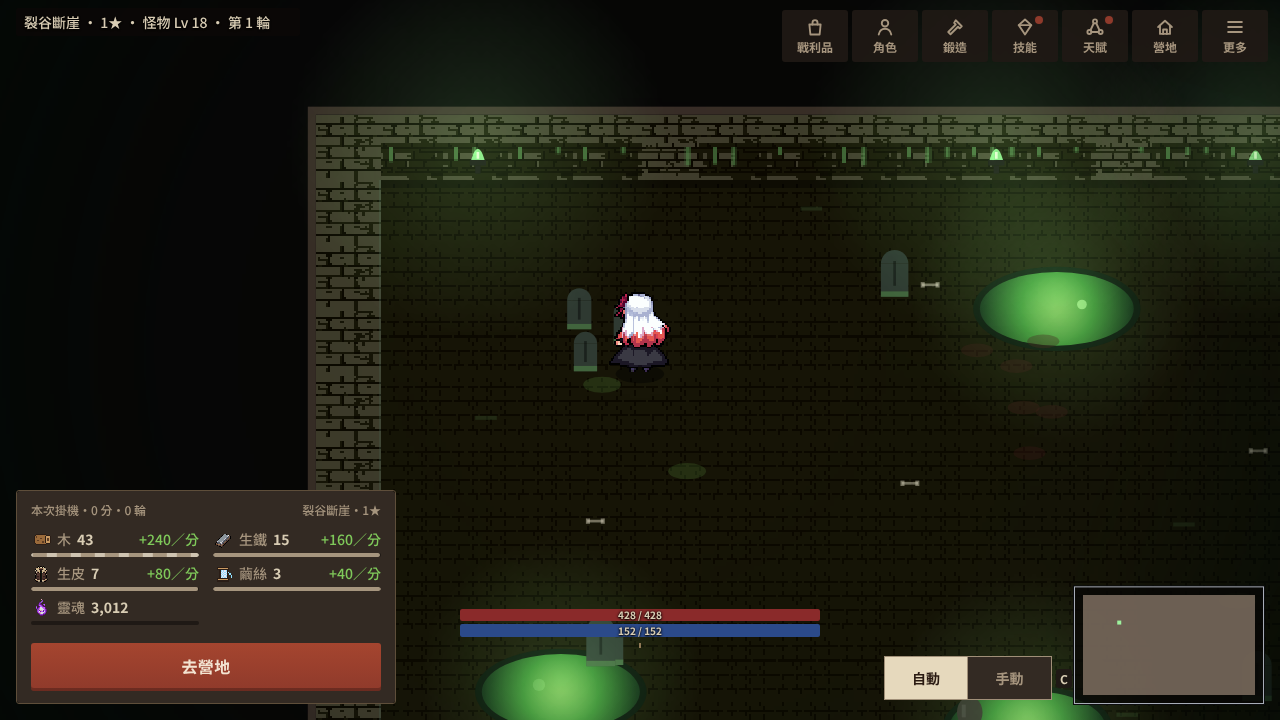 裂谷斷崖 • 1★ • 怪物 Lv 18 • 第 1 輪
戰利品
角色
鍛造
技能
天賦
營地
更多
本次掛機・0 分・0 輪
裂谷斷崖・1★
木 43 +240／分
生鐵 15 +160／分
生皮 7 +80／分
繭絲 3 +40／分
靈魂 3,012
去營地
428 / 428
152 / 152
自動
手動
C